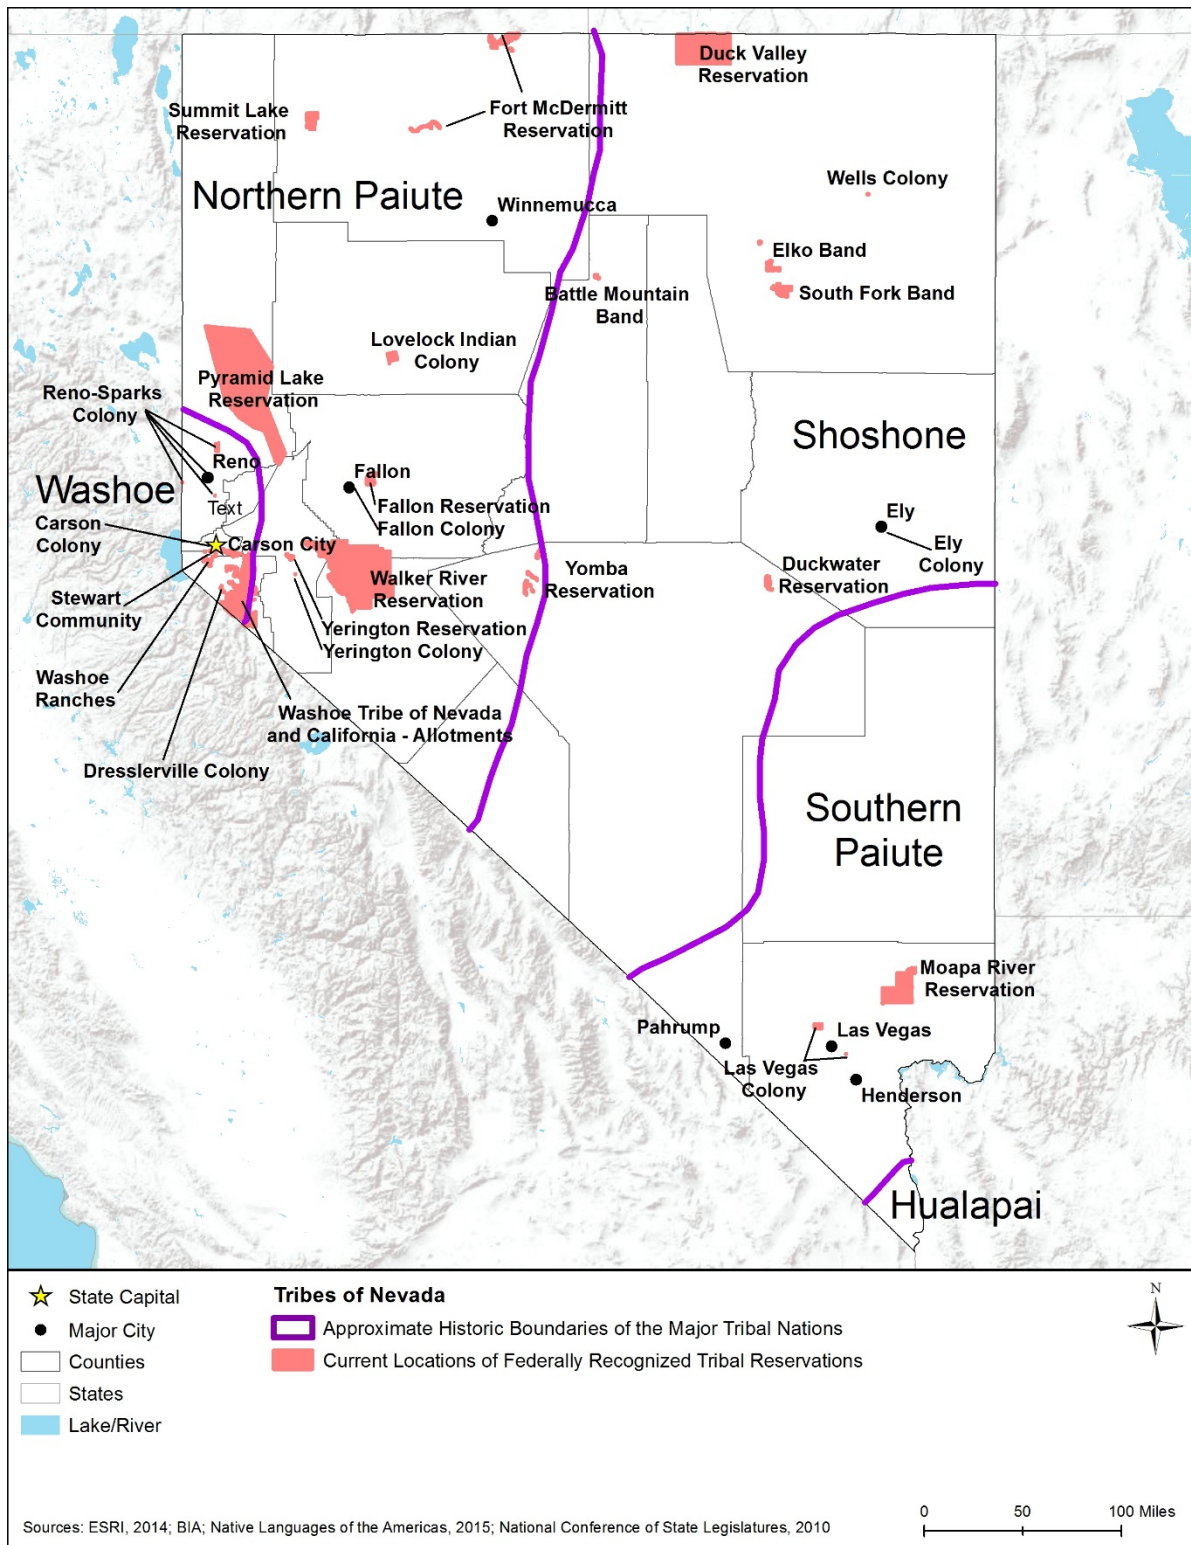 Duck Valley
Reservation
Summit Lake
Reservation
Fort McDermitt
Reservation
Northern Paiute
Winnemucca
Wells Colony
Elko Band
South Fork Band
Battle Mountain
Band
Lovelock Indian
Colony
Pyramid Lake
Reservation
Reno-Sparks
Colony
Shoshone
Reno
Washoe
Text
Fallon
Fallon Reservation
Fallon Colony
Ely
Ely
Colony
Carson
Colony
Carson City
Walker River
Reservation
Yomba
Reservation
Duckwater
Reservation
Stewart
Community
Yerington Reservation
Yerington Colony
Washoe
Ranches
Washoe Tribe of Nevada
and California - Allotments
Dresslerville Colony
Southern
Paiute
Moapa River
Reservation
Pahrump
Las Vegas
Las Vegas
Colony
Henderson
Hualapai
State Capital
Major City
Counties
States
Lake/River
Tribes of Nevada
Approximate Historic Boundaries of the Major Tribal Nations
Current Locations of Federally Recognized Tribal Reservations
N
0 50 100 Miles
Sources: ESRI, 2014; BIA; Native Languages of the Americas, 2015; National Conference of State Legislatures, 2010